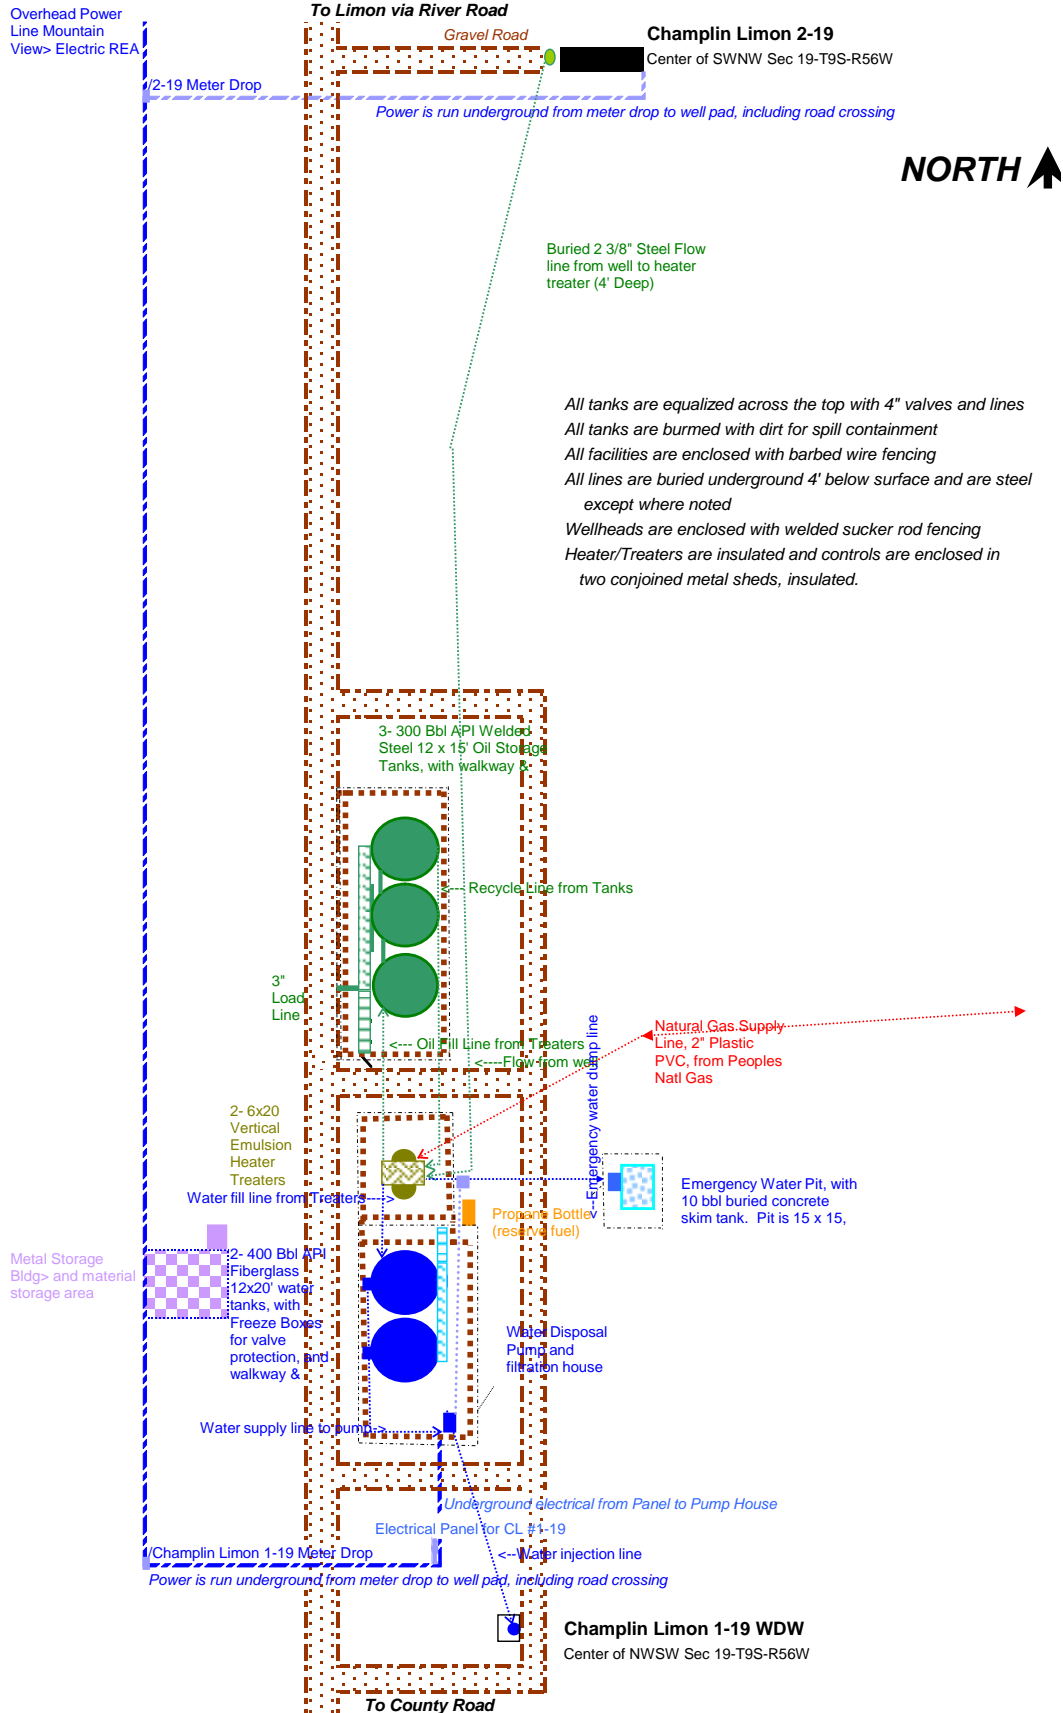 To Limon via River Road
Overhead Power
Line Mountain
View> Electric REA
Gravel Road
Champlin Limon 2-19
Center of SWNW Sec 19-T9S-R56W
/2-19 Meter Drop
Power is run underground from meter drop to well pad, including road crossing
NORTH
Buried 2 3/8" Steel Flow
line from well to heater
treater (4' Deep)
All tanks are equalized across the top with 4" valves and lines
All tanks are burmed with dirt for spill containment
All facilities are enclosed with barbed wire fencing
All lines are buried underground 4' below surface and are steel
except where noted
Wellheads are enclosed with welded sucker rod fencing
Heater/Treaters are insulated and controls are enclosed in
two conjoined metal sheds, insulated.
3- 300 Bbl API Welded
Steel 12 x 15' Oil Storage
Tanks, with walkway &
<--- Recycle Line from Tanks
3"
Load
Line
<--- Oil Fill Line from Treaters
<----Flow from well
Natural Gas Supply
Line, 2" Plastic
PVC, from Peoples
Natl Gas
<--Emergency water dump line
2- 6x20
Vertical
Emulsion
Heater
Treaters
Water fill line from Treaters---->
Emergency Water Pit, with
10 bbl buried concrete
skim tank.  Pit is 15 x 15,
Propane Bottle
(reserve fuel)
Metal Storage
Bldg> and material
storage area
2- 400 Bbl API
Fiberglass
12x20' water
tanks, with
Freeze Boxes
for valve
protection, and
walkway &
Water Disposal
Pump and
filtration house
Water supply line to pump->
Underground electrical from Panel to Pump House
Electrical Panel for CL #1-19
/Champlin Limon 1-19 Meter Drop
<--Water injection line
Power is run underground from meter drop to well pad, including road crossing
Champlin Limon 1-19 WDW
Center of NWSW Sec 19-T9S-R56W
To County Road